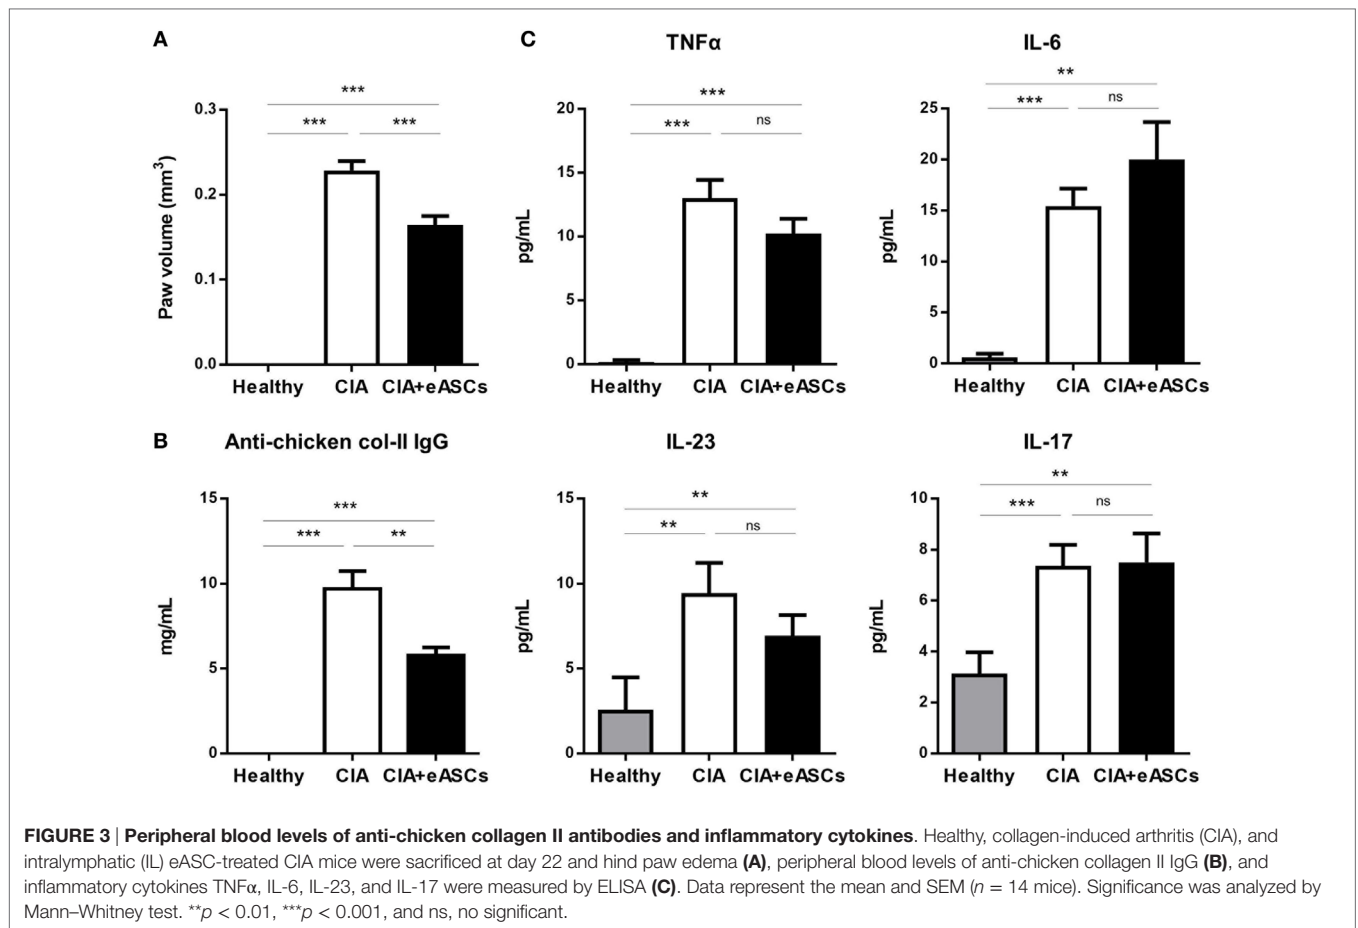 A
***
*** ***
0.3
0.2
0.1
0.0
Paw volume (mm³)
Healthy CIA CIA+eASCs
C
TNFα
***
*** ns
20
15
10
5
0
pg/mL
Healthy CIA CIA+eASCs
IL-6
**
*** ns
25
20
15
10
5
0
pg/mL
Healthy CIA CIA+eASCs
B
Anti-chicken col-II IgG
***
*** **
15
10
5
0
mg/mL
Healthy CIA CIA+eASCs
IL-23
**
** ns
15
10
5
0
pg/mL
Healthy CIA CIA+eASCs
IL-17
**
*** ns
10
8
6
4
2
0
pg/mL
Healthy CIA CIA+eASCs
FIGURE 3 | Peripheral blood levels of anti-chicken collagen II antibodies and inflammatory cytokines. Healthy, collagen-induced arthritis (CIA), and
intralymphatic (IL) eASC-treated CIA mice were sacrificed at day 22 and hind paw edema (A), peripheral blood levels of anti-chicken collagen II IgG (B), and
inflammatory cytokines TNFα, IL-6, IL-23, and IL-17 were measured by ELISA (C). Data represent the mean and SEM (n = 14 mice). Significance was analyzed by
Mann–Whitney test. **p < 0.01, ***p < 0.001, and ns, no significant.